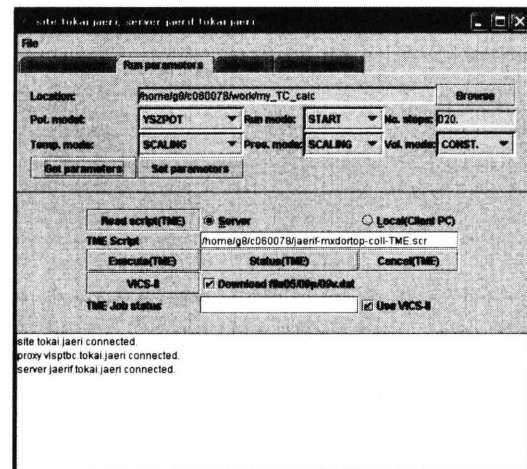 site tokai.jaeri, server jaerif.tokai.jaeri
File
Run parameters
Location: /home/g8/c060078/work/my_TC_calc Browse
Pot. model: YSZPOT Run mode: START No. steps: 020.
Temp. mode: SCALING Pres. mode: SCALING Vol. mode: CONST.
Get parameters Set parameters
Read script(TME) Server Local(Client PC)
TME Script /home/g8/c060078/jaerif-mxdortop-coll-TME.scr
Execute(TME) Status(TME) Cancel(TME)
VICS-II Download file05/09p/09v.dat
TME Job status Use VICS-II
site tokai.jaeri connected.
proxy vlsptbc.tokai.jaeri connected.
server jaerif.tokai.jaeri connected.